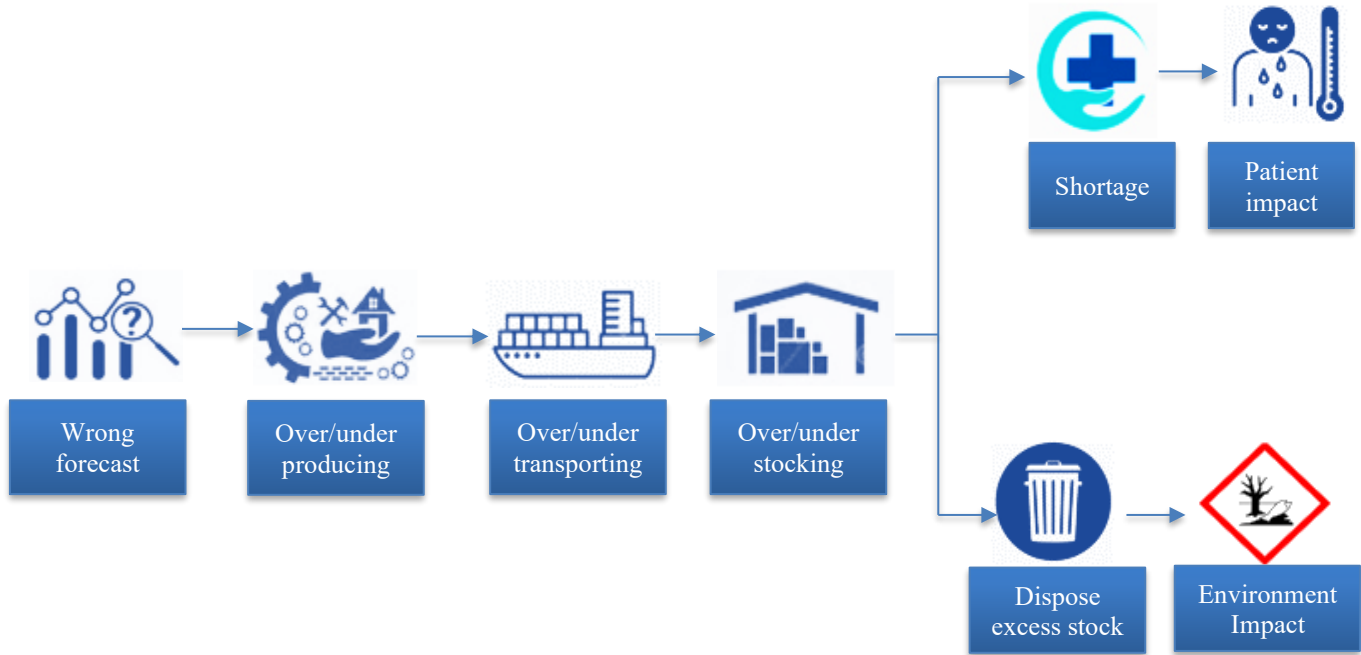 Shortage
Patient
impact
?
Wrong
forecast
Over/under
producing
Over/under
transporting
Over/under
stocking
Dispose
excess stock
Environment
Impact